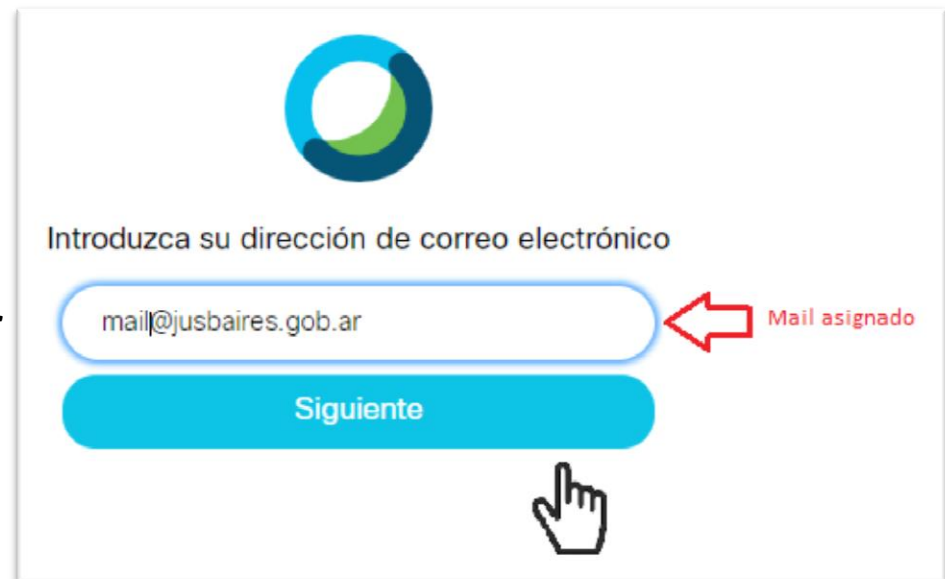 Introduzca su dirección de correo electrónico
mail@jusbaires.gob.ar
Mail asignado
Siguiente